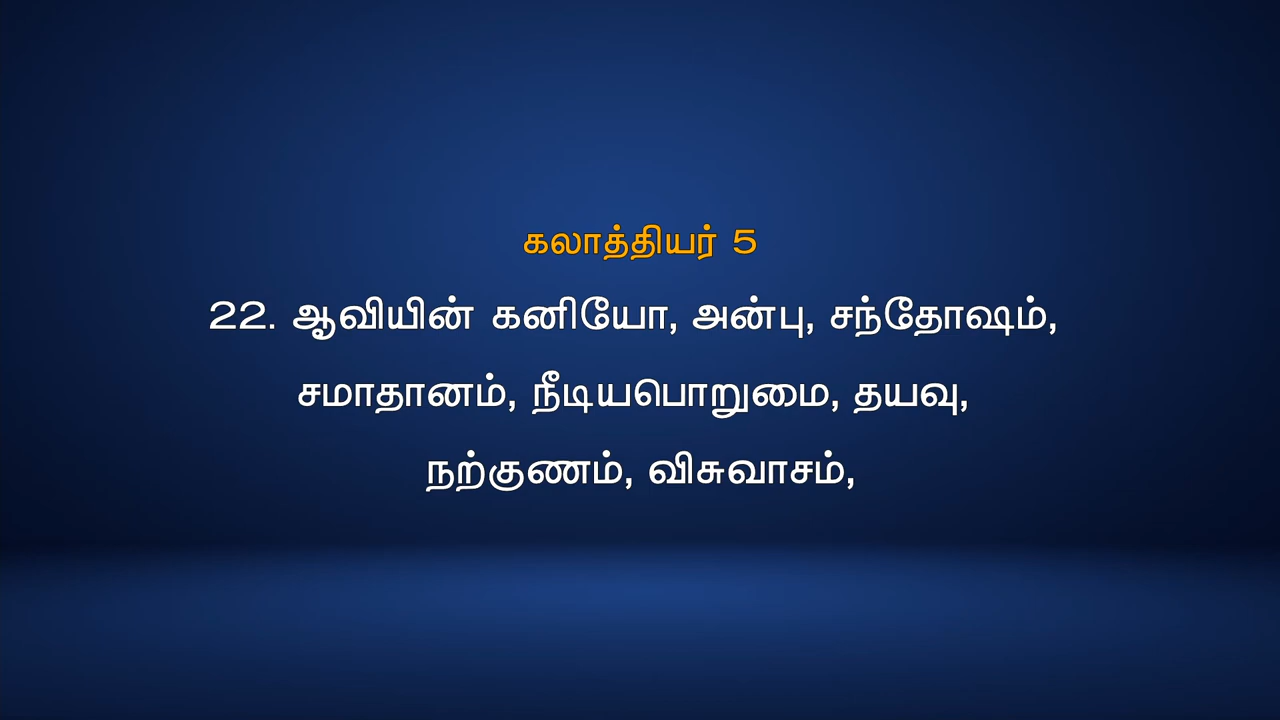 கலாத்தியர் 5
22. ஆவியின் கனியோ, அன்பு, சந்தோஷம்,
சமாதானம், நீடியபொறுமை, தயவு,
நற்குணம், விசுவாசம்,